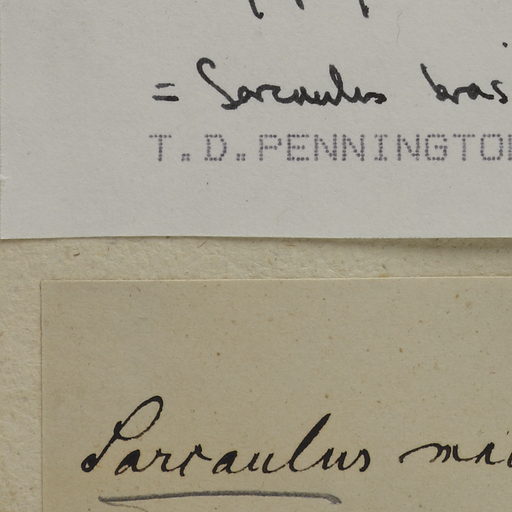 = Sarcaulus bras
T.D.PENNINGTO
Sarcaulus